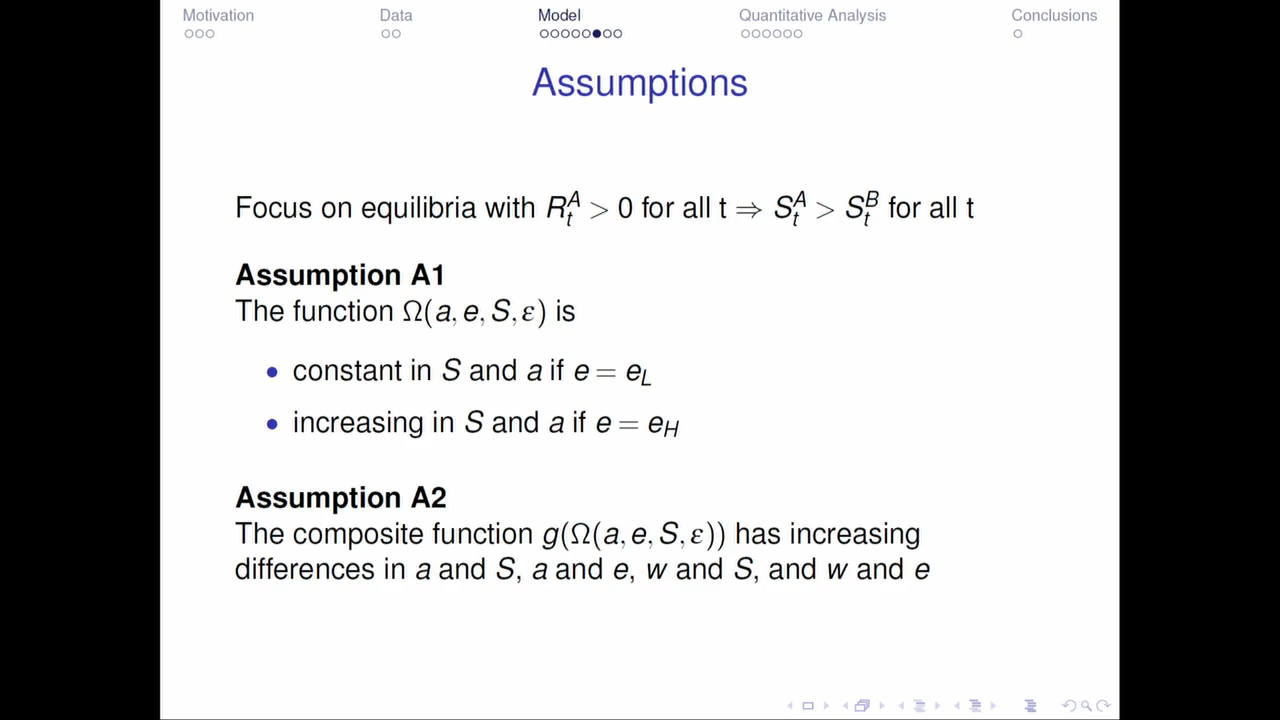 Motivation Data Model Quantitative Analysis Conclusions
Assumptions
Focus on equilibria with $R_t^A > 0$ for all t ⇒ $S_t^A > S_t^B$ for all t
Assumption A1
The function Ω(a, e, S, ε) is
• constant in S and a if e = $e_L$
• increasing in S and a if e = $e_H$
Assumption A2
The composite function g(Ω(a, e, S, ε)) has increasing
differences in a and S, a and e, w and S, and w and e